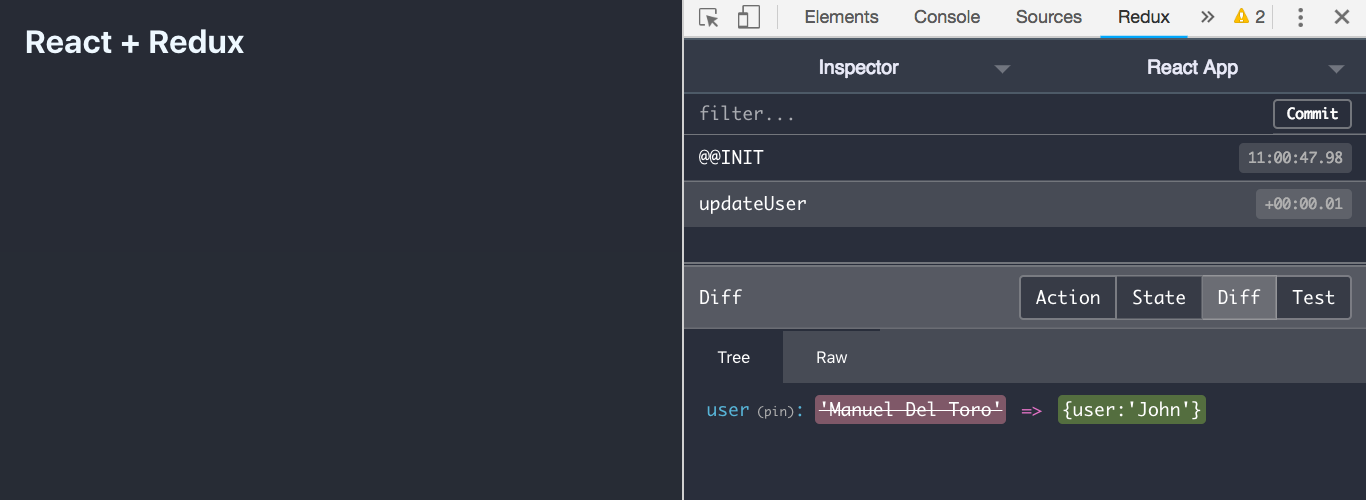 React + Redux
Elements Console Sources Redux » 2
Inspector React App
filter... Commit
@@INIT 11:00:47.98
updateUser +00:00.01
Diff Action State Diff Test
Tree Raw
user (pin): 'Manuel Del Toro' => {user:'John'}